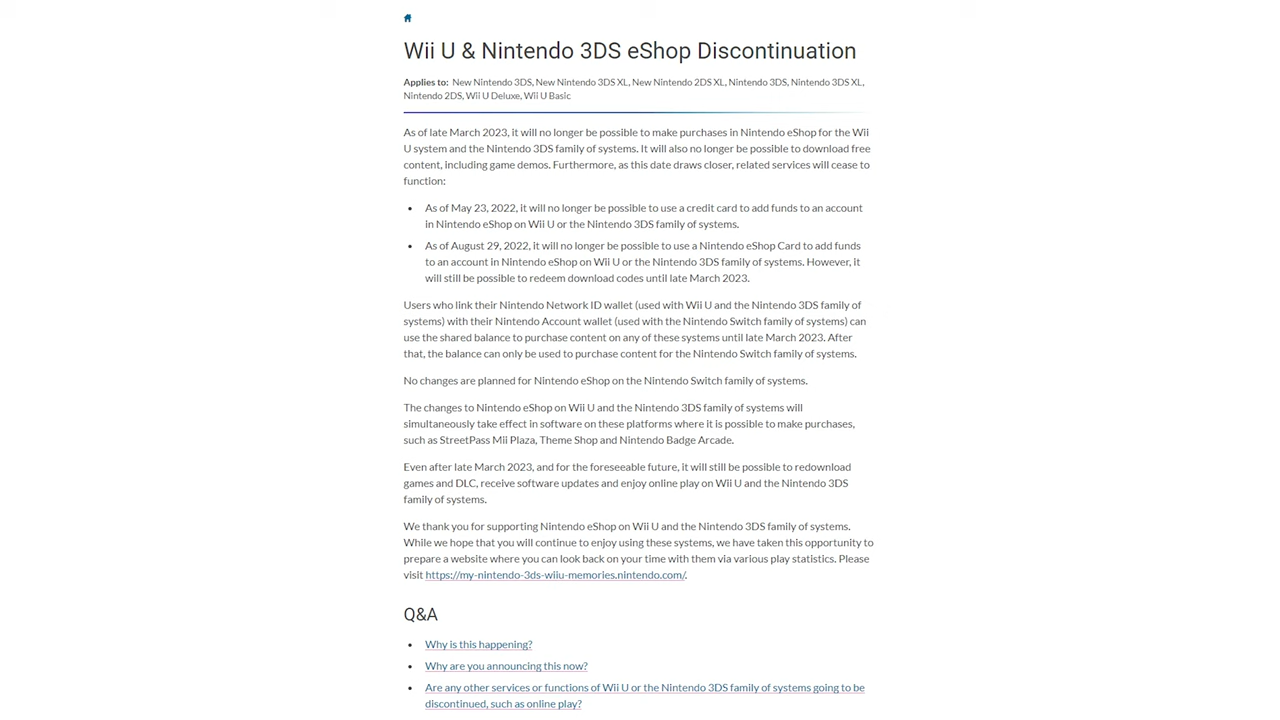 Wii U & Nintendo 3DS eShop Discontinuation
Applies to: New Nintendo 3DS, New Nintendo 3DS XL, New Nintendo 2DS XL, Nintendo 3DS, Nintendo 3DS XL,
Nintendo 2DS, Wii U Deluxe, Wii U Basic
As of late March 2023, it will no longer be possible to make purchases in Nintendo eShop for the Wii
U system and the Nintendo 3DS family of systems. It will also no longer be possible to download free
content, including game demos. Furthermore, as this date draws closer, related services will cease to
function:
• As of May 23, 2022, it will no longer be possible to use a credit card to add funds to an account
in Nintendo eShop on Wii U or the Nintendo 3DS family of systems.
• As of August 29, 2022, it will no longer be possible to use a Nintendo eShop Card to add funds
to an account in Nintendo eShop on Wii U or the Nintendo 3DS family of systems. However, it
will still be possible to redeem download codes until late March 2023.
Users who link their Nintendo Network ID wallet (used with Wii U and the Nintendo 3DS family of
systems) with their Nintendo Account wallet (used with the Nintendo Switch family of systems) can
use the shared balance to purchase content on any of these systems until late March 2023. After
that, the balance can only be used to purchase content for the Nintendo Switch family of systems.
No changes are planned for Nintendo eShop on the Nintendo Switch family of systems.
The changes to Nintendo eShop on Wii U and the Nintendo 3DS family of systems will
simultaneously take effect in software on these platforms where it is possible to make purchases,
such as StreetPass Mii Plaza, Theme Shop and Nintendo Badge Arcade.
Even after late March 2023, and for the foreseeable future, it will still be possible to redownload
games and DLC, receive software updates and enjoy online play on Wii U and the Nintendo 3DS
family of systems.
We thank you for supporting Nintendo eShop on Wii U and the Nintendo 3DS family of systems.
While we hope that you will continue to enjoy using these systems, we have taken this opportunity to
prepare a website where you can look back on your time with them via various play statistics. Please
visit https://my-nintendo-3ds-wiiu-memories.nintendo.com/.
Q&A
• Why is this happening?
• Why are you announcing this now?
• Are any other services or functions of Wii U or the Nintendo 3DS family of systems going to be
discontinued, such as online play?